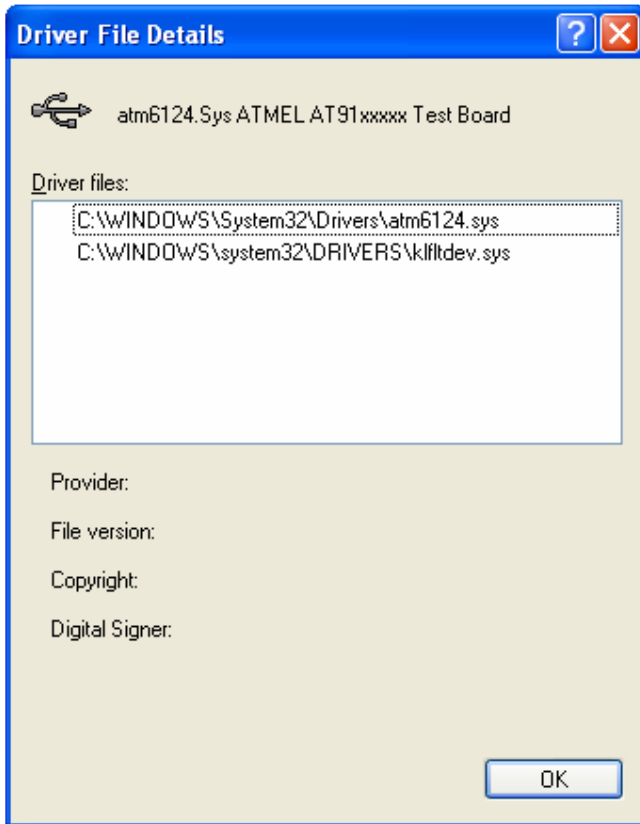 Driver File Details
atm6124.Sys ATMEL AT91xxxxx Test Board
Driver files:
C:\WINDOWS\System32\Drivers\atm6124.sys
C:\WINDOWS\system32\DRIVERS\klfltdev.sys
Provider:
File version:
Copyright:
Digital Signer:
OK